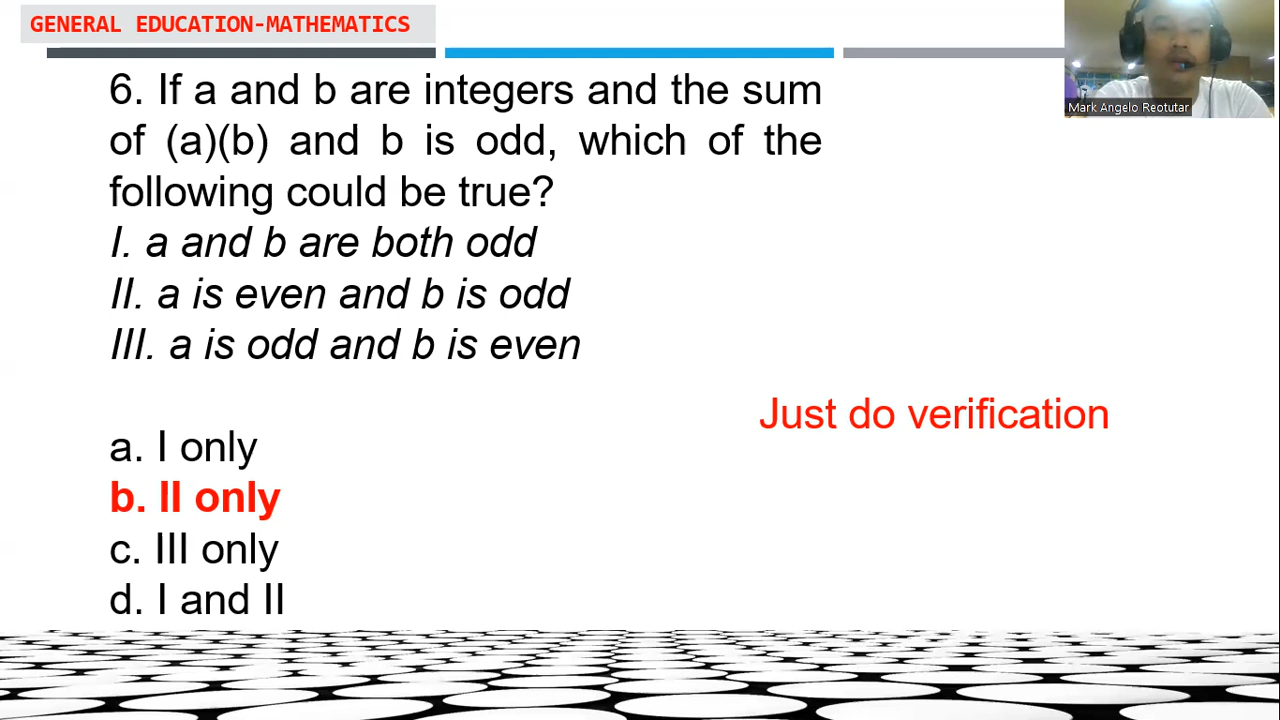 GENERAL EDUCATION-MATHEMATICS
Mark Angelo Reotutar
6. If a and b are integers and the sum
of (a)(b) and b is odd, which of the
following could be true?
I. a and b are both odd
II. a is even and b is odd
III. a is odd and b is even
Just do verification
a. I only
b. II only
c. III only
d. I and II